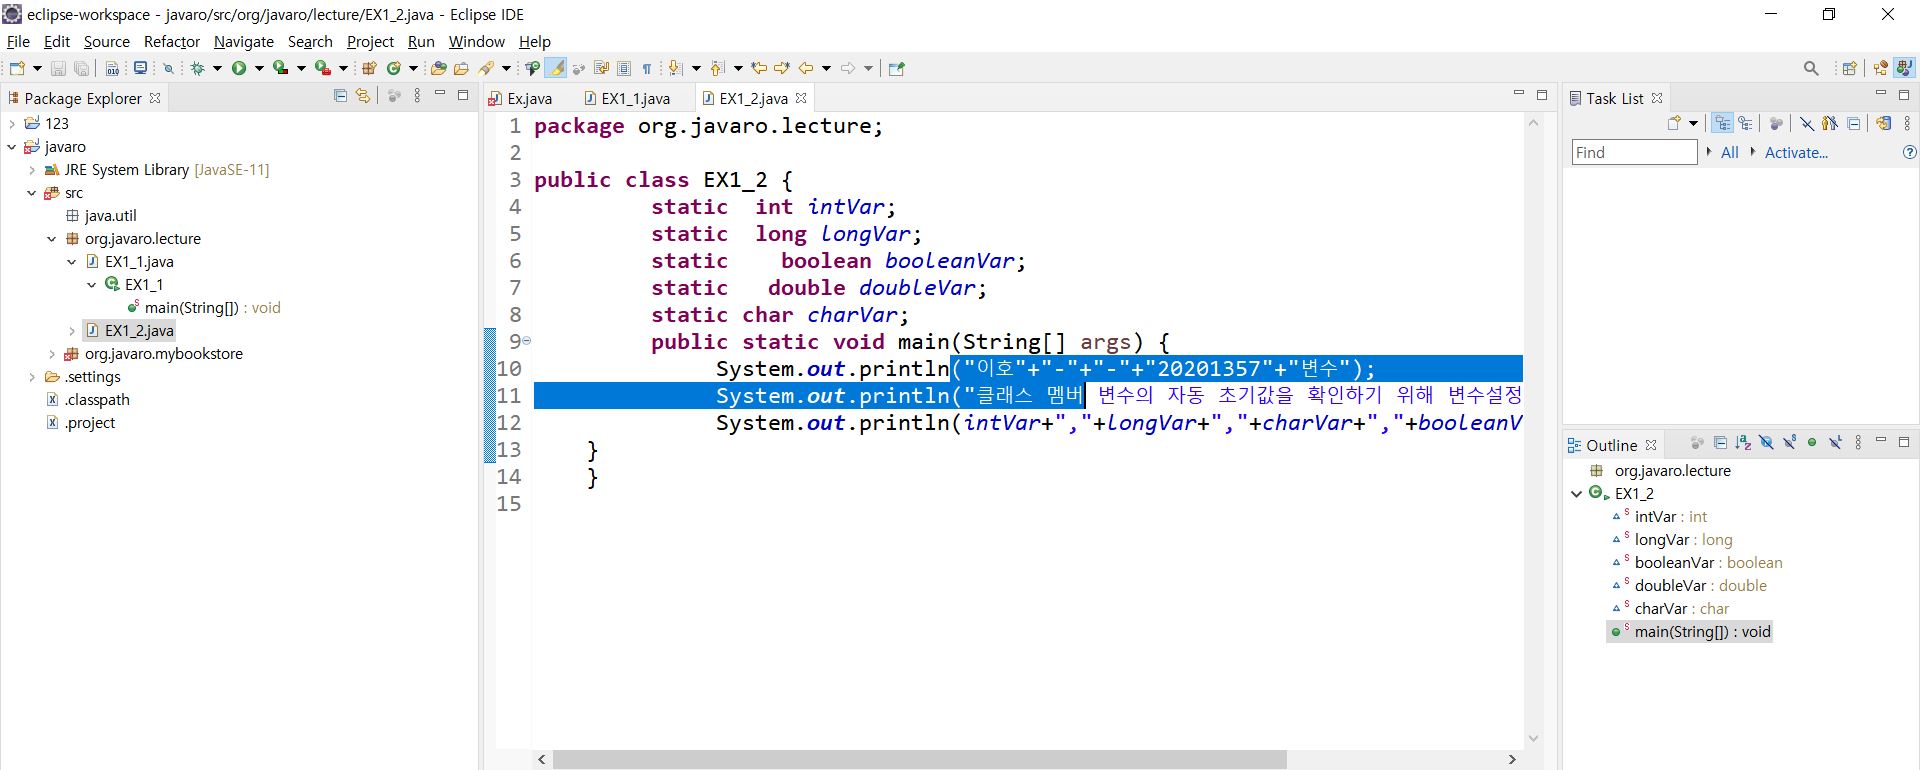 eclipse-workspace - javaro/src/org/javaro/lecture/EX1_2.java - Eclipse IDE
File Edit Source Refactor Navigate Search Project Run Window Help
Package Explorer
123
javaro
JRE System Library [JavaSE-11]
src
java.util
org.javaro.lecture
EX1_1.java
EX1_1
main(String[]) : void
EX1_2.java
org.javaro.mybookstore
.settings
.classpath
.project
Ex.java EX1_1.java EX1_2.java
1 package org.javaro.lecture;
2
3 public class EX1_2 {
4 static  int intVar;
5 static  long longVar;
6 static    boolean booleanVar;
7 static   double doubleVar;
8 static char charVar;
9 public static void main(String[] args) {
10 System.out.println("이호"+"-"+"-"+"20201357"+"변수");
11 System.out.println("클래스 멤버 변수의 자동 초기값을 확인하기 위해 변수설정
12 System.out.println(intVar+","+longVar+","+charVar+","+booleanV
13 }
14 }
15
Task List
Find All Activate...
Outline
org.javaro.lecture
EX1_2
intVar : int
longVar : long
booleanVar : boolean
doubleVar : double
charVar : char
main(String[]) : void